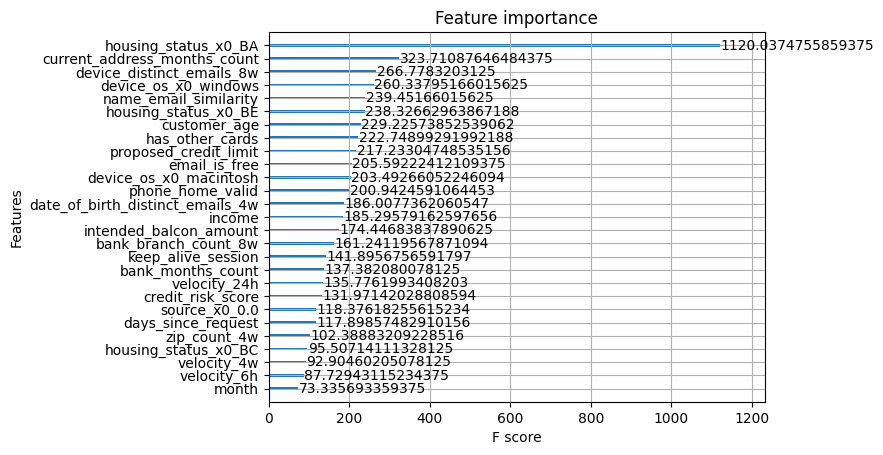 Feature importance
housing_status_x0_BA 1120.0374755859375
current_address_months_count 323.71087646484375
device_distinct_emails_8w 266.7783203125
device_os_x0_windows 260.33795166015625
name_email_similarity 239.45166015625
housing_status_x0_BE 238.32662963867188
customer_age 229.22573852539062
has_other_cards 222.74899291992188
proposed_credit_limit 217.23304748535156
email_is_free 205.59222412109375
device_os_x0_macintosh 203.49266052246094
phone_home_valid 200.9424591064453
date_of_birth_distinct_emails_4w 186.0077362060547
income 185.29579162597656
intended_balcon_amount 174.44683837890625
bank_branch_count_8w 161.24119567871094
keep_alive_session 141.8956756591797
bank_months_count 137.382080078125
velocity_24h 135.7761993408203
credit_risk_score 131.97142028808594
source_x0_0.0 118.37618255615234
days_since_request 117.89857482910156
zip_count_4w 102.38883209228516
housing_status_x0_BC 95.50714111328125
velocity_4w 92.90460205078125
velocity_6h 87.72943115234375
month 73.335693359375
0 200 400 600 800 1000 1200
F score
Features